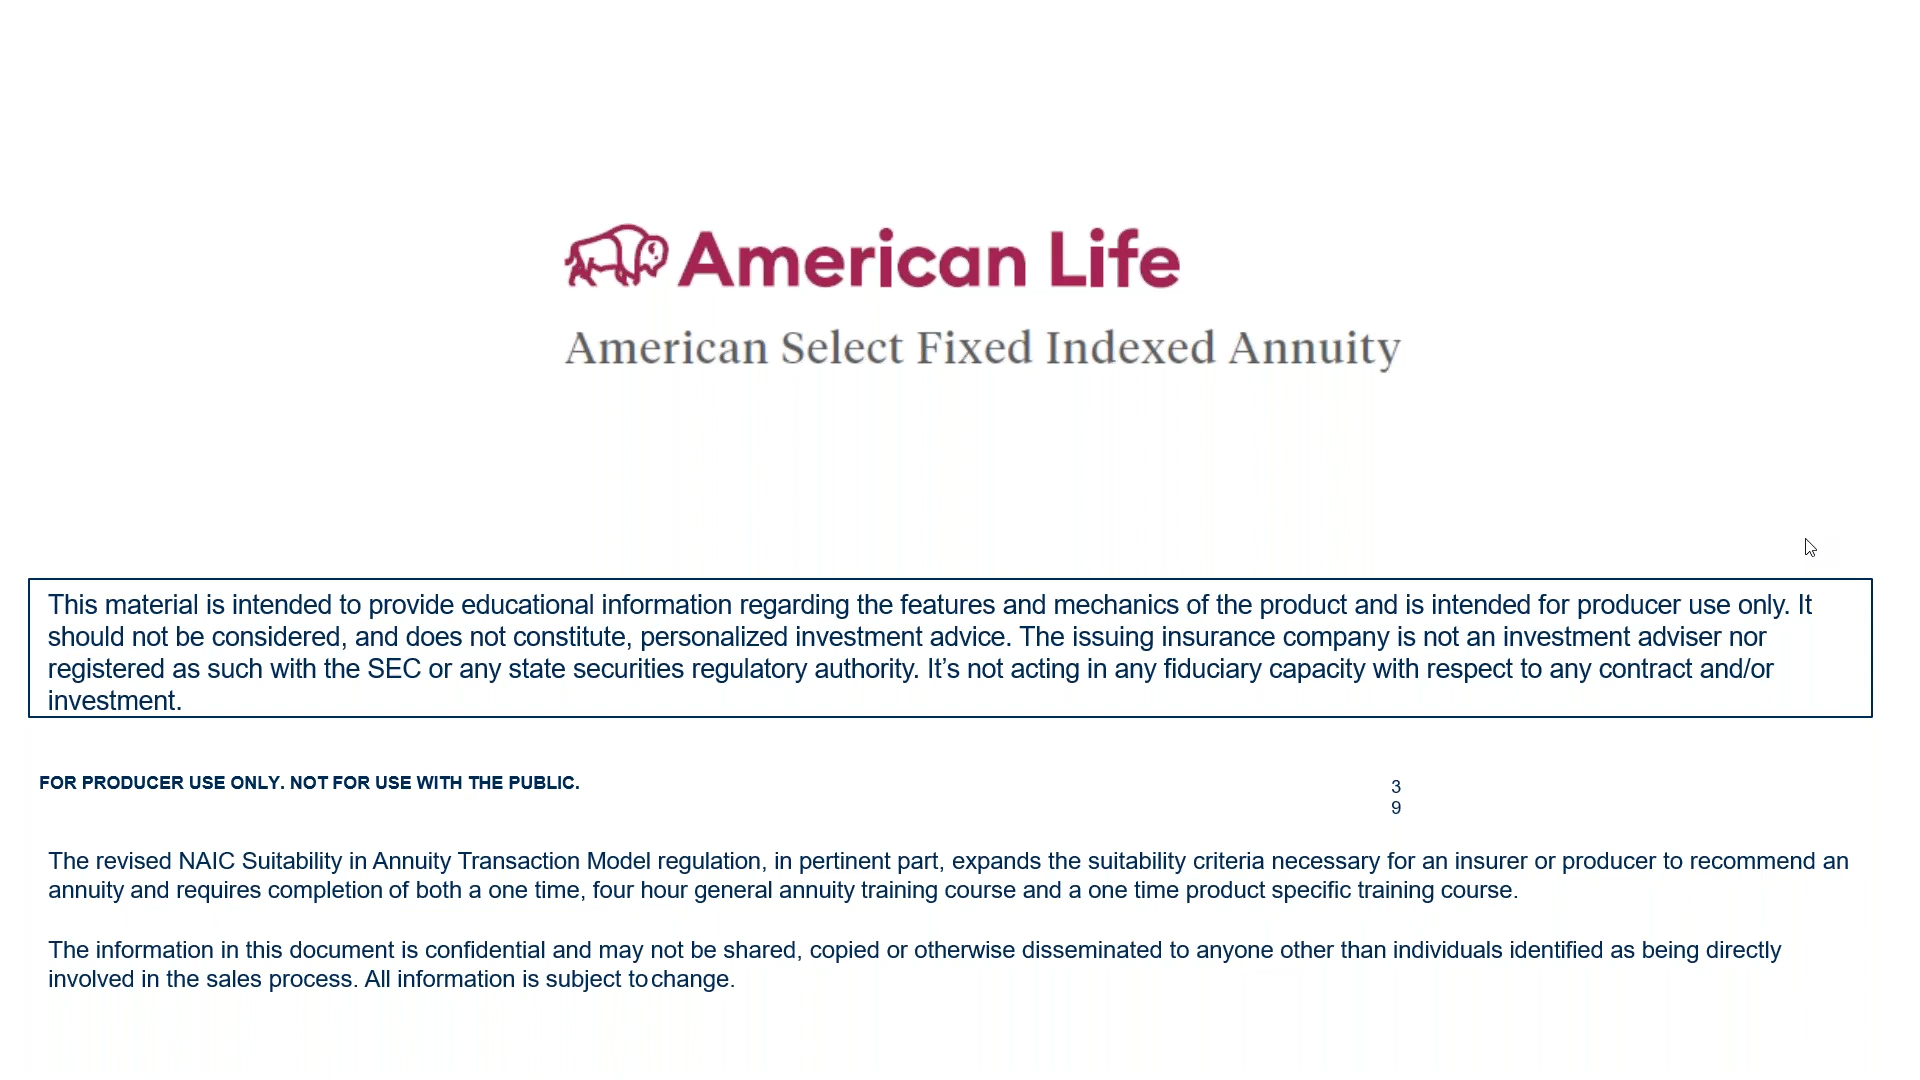 American Life
American Select Fixed Indexed Annuity
This material is intended to provide educational information regarding the features and mechanics of the product and is intended for producer use only. It
should not be considered, and does not constitute, personalized investment advice. The issuing insurance company is not an investment adviser nor
registered as such with the SEC or any state securities regulatory authority. It’s not acting in any fiduciary capacity with respect to any contract and/or
investment.
FOR PRODUCER USE ONLY. NOT FOR USE WITH THE PUBLIC.
3
9
The revised NAIC Suitability in Annuity Transaction Model regulation, in pertinent part, expands the suitability criteria necessary for an insurer or producer to recommend an
annuity and requires completion of both a one time, four hour general annuity training course and a one time product specific training course.
The information in this document is confidential and may not be shared, copied or otherwise disseminated to anyone other than individuals identified as being directly
involved in the sales process. All information is subject to change.